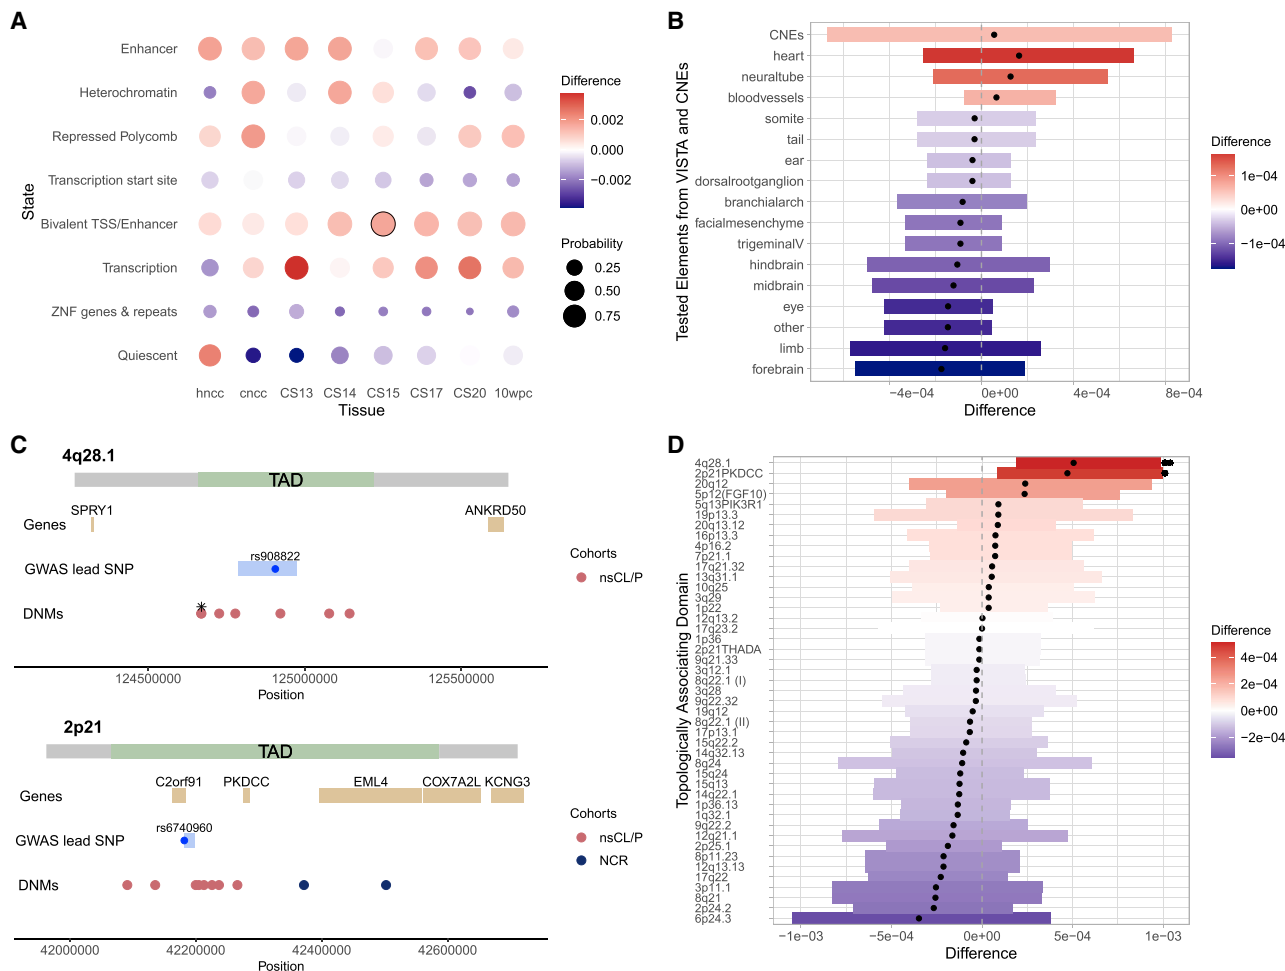 A
Enhancer
Heterochromatin
Repressed Polycomb
Transcription start site
Bivalent TSS/Enhancer
Transcription
ZNF genes & repeats
Quiescent
State
hncc cncc CS13 CS14 CS15 CS17 CS20 10wpc
Tissue
Difference
0.002
0.000
−0.002
Probability
0.25
0.50
0.75
B
CNEs
heart
neuraltube
bloodvessels
somite
tail
ear
dorsalrootganglion
branchialarch
facialmesenchyme
trigeminalV
hindbrain
midbrain
eye
other
limb
forebrain
Tested Elements from VISTA and CNEs
−4e−04 0e+00 4e−04 8e−04
Difference
Difference
1e−04
0e+00
−1e−04
C
4q28.1
TAD
SPRY1 ANKRD50
Genes
rs908822
GWAS lead SNP
DNMs
*
Cohorts
nsCL/P
124500000 125000000 125500000
Position
2p21
TAD
C2orf91 PKDCC EML4 COX7A2L KCNG3
Genes
rs6740960
GWAS lead SNP
DNMs
Cohorts
nsCL/P
NCR
42000000 42200000 42400000 42600000
Position
D
4q28.1
2p21PKDCC
20q12
5p12(FGF10)
5q13PIK3R1
19p13.3
20q13.12
16p13.3
4p16.2
7p21.1
17q21.32
13q31.1
10q25
3q29
1p22
12q13.2
17q23.2
1p36
2p21THADA
9q21.33
3q12.1
8q22.1 (I)
3q28
9q22.32
19q12
8q22.1 (II)
17p13.1
15q22.2
14q32.13
8q24
15q24
15q13
14q22.1
1p36.13
1q32.1
9q22.2
12q21.1
2p25.1
8p11.23
12q13.13
17q22
3p11.1
8q21
2p24.2
6p24.3
Topologically Associating Domain
−1e−03 −5e−04 0e+00 5e−04 1e−03
Difference
Difference
4e−04
2e−04
0e+00
−2e−04